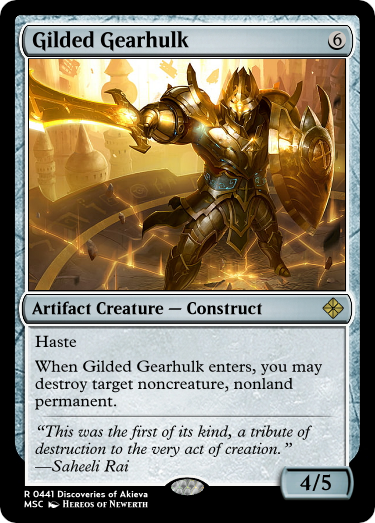 Gilded Gearhulk 6
Artifact Creature — Construct
Haste
When Gilded Gearhulk enters, you may
destroy target noncreature, nonland
permanent.
“This was the first of its kind, a tribute of
destruction to the very act of creation.”
—Saheeli Rai
4/5
R 0441 Discoveries of Akieva
MSC Hereos of Newerth